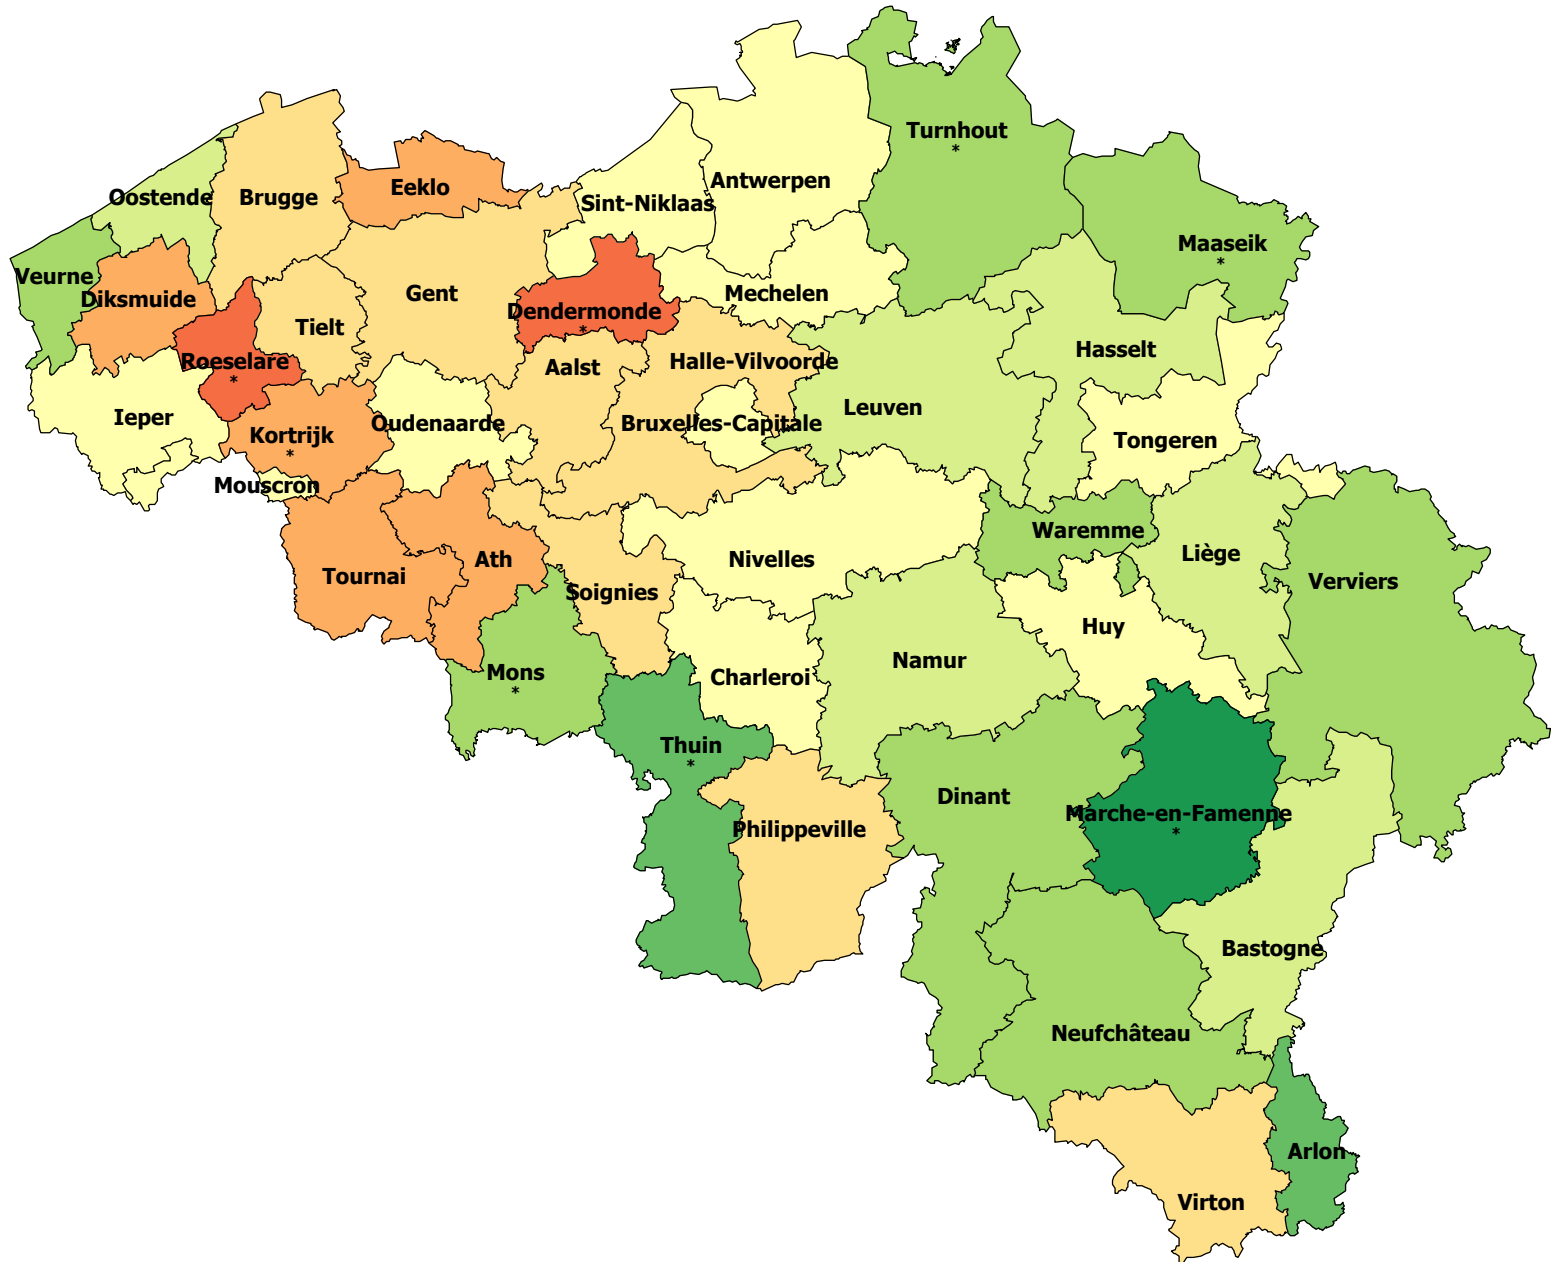 Turnhout
*
Antwerpen
Eeklo
Oostende
Brugge
Sint-Niklaas
Maaseik
*
Veurne
Diksmuide
Gent
Mechelen
Dendermonde
*
Tielt
Hasselt
Roeselare
*
Aalst
Halle-Vilvoorde
Leuven
Ieper
Oudenaarde
Bruxelles-Capitale
Kortrijk
*
Tongeren
Mouscron
Waremme
Liège
Nivelles
Ath
Tournai
Verviers
Soignies
Huy
Namur
Mons
*
Charleroi
Thuin
*
Dinant
Marche-en-Famenne
*
Philippeville
Bastogne
Neufchâteau
Arlon
Virton